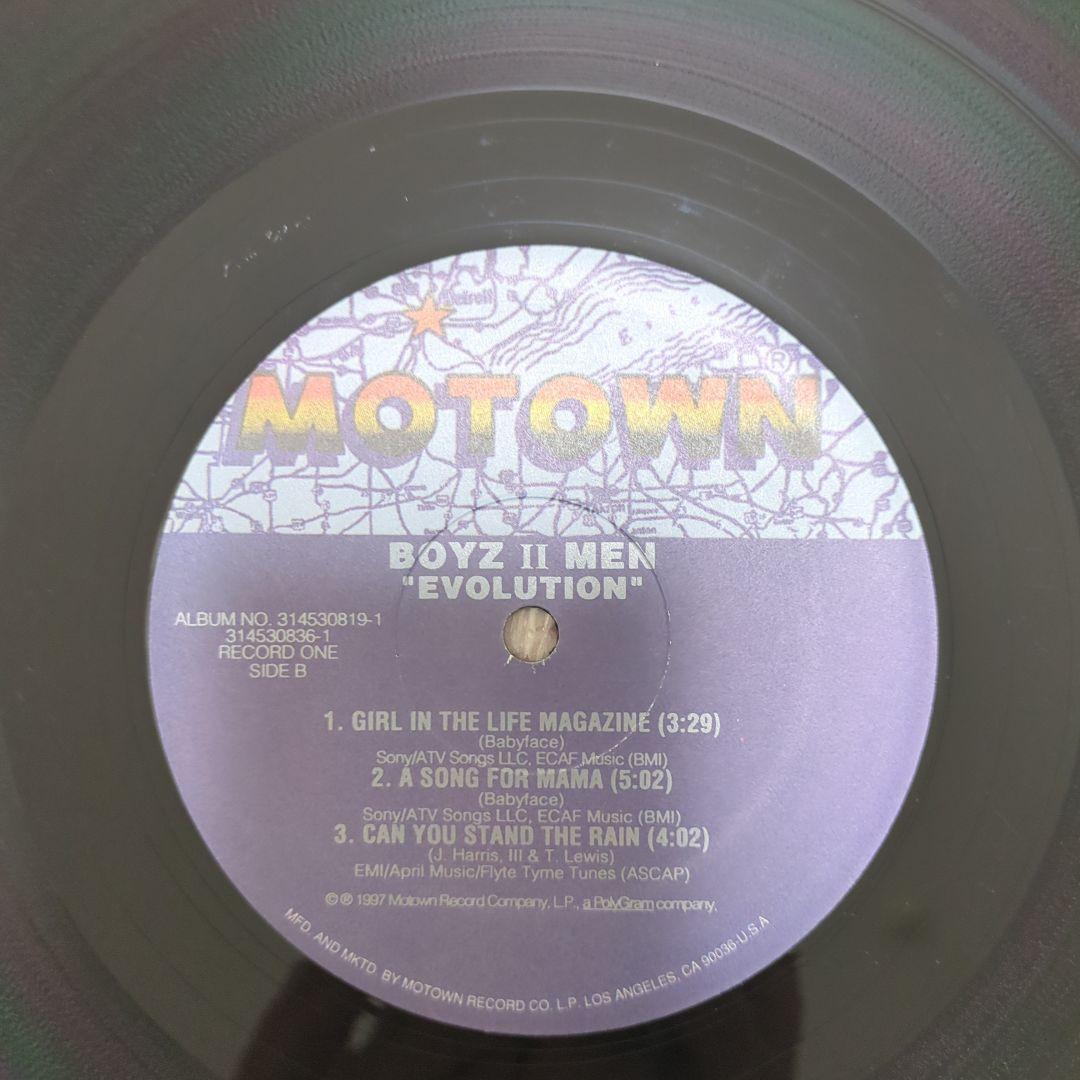 Detroit
MOTOWN®
BOYZ II MEN
"EVOLUTION"
ALBUM NO. 314530819-1
314530836-1
RECORD ONE
SIDE B
1. GIRL IN THE LIFE MAGAZINE (3:29)
(Babyface)
Sony/ATV Songs LLC, ECAF Music (BMI)
2. A SONG FOR MAMA (5:02)
(Babyface)
Sony/ATV Songs LLC, ECAF Music (BMI)
3. CAN YOU STAND THE RAIN (4:02)
(J. Harris, III & T. Lewis)
EMI/April Music/Flyte Tyme Tunes (ASCAP)
© ℗ 1997 Motown Record Company, L.P., a PolyGram company.
MFD. AND MKTD. BY MOTOWN RECORD CO. L.P. LOS ANGELES, CA 90036-U.S.A